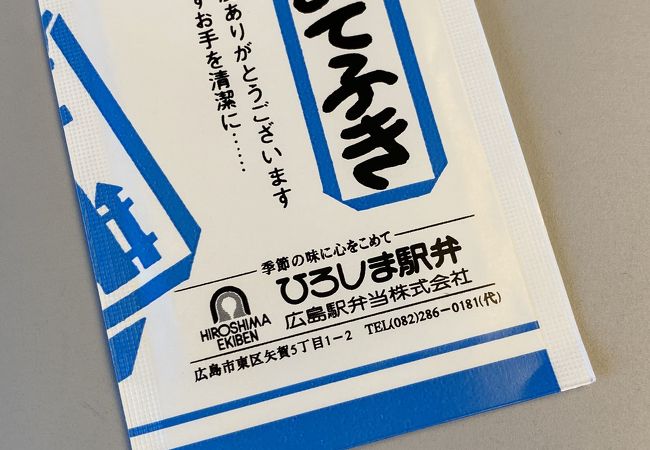 ありがとうございます
お手を清潔に……
てふき
季節の味に心をこめて
ひろしま駅弁
HIROSHIMA
EKIBEN
広島駅弁当株式会社
広島市東区矢賀5丁目1-2 TEL(082)286-0181(代)